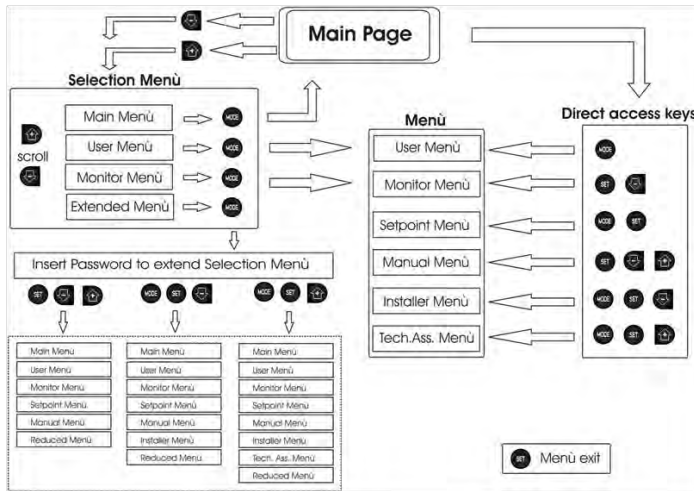 Main Page
Selection Menù
Main Menù MODE
User Menù MODE
scroll
Monitor Menù MODE
Extended Menù MODE
Insert Password to extend Selection Menù
SET
MODE SET
MODE SET
Main Menù
User Menù
Monitor Menù
Setpoint Menù
Manual Menù
Reduced Menù
Main Menù
User Menù
Monitor Menù
Setpoint Menù
Manual Menù
Installer Menù
Reduced Menù
Main Menù
User Menù
Monitor Menù
Setpoint Menù
Manual Menù
Installer Menù
Tech. Ass. Menù
Reduced Menù
Menù
User Menù
Monitor Menù
Setpoint Menù
Manual Menù
Installer Menù
Tech.Ass. Menù
Direct access keys
MODE
SET
MODE SET
SET
MODE SET
MODE SET
SET Menù exit